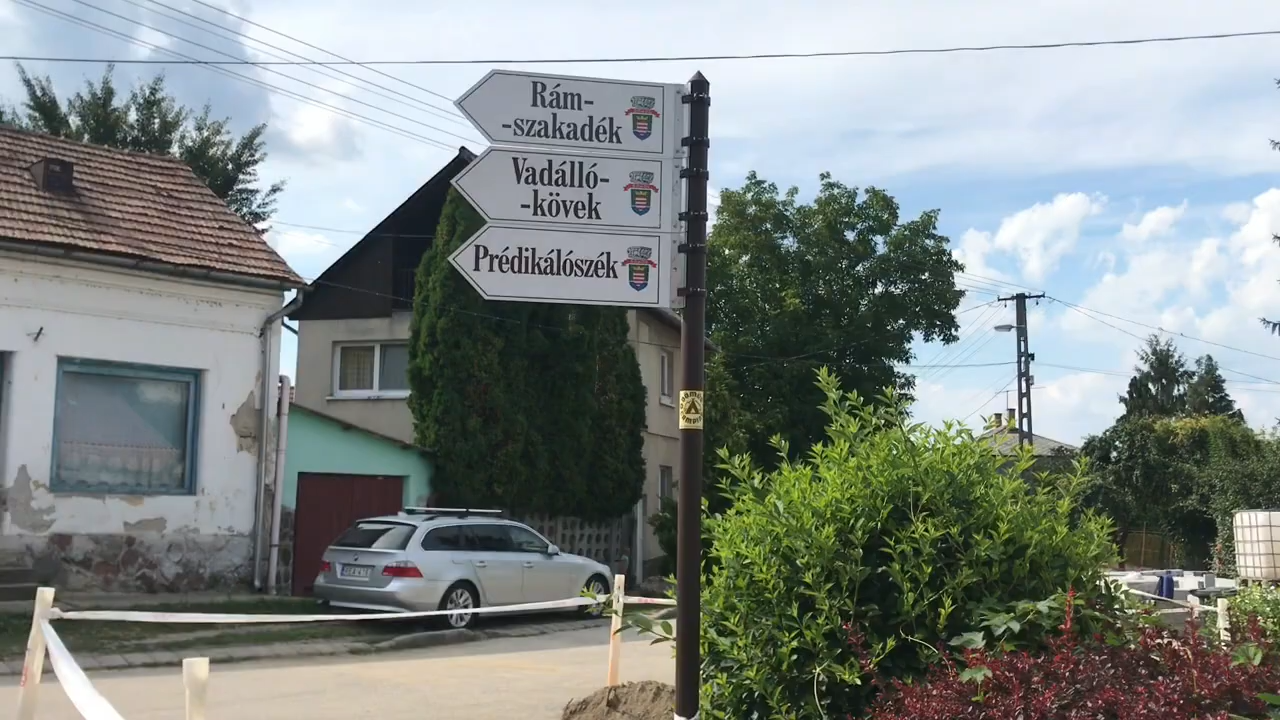 Rám-
-szakadék
Vadálló-
-kövek
Prédikálószék